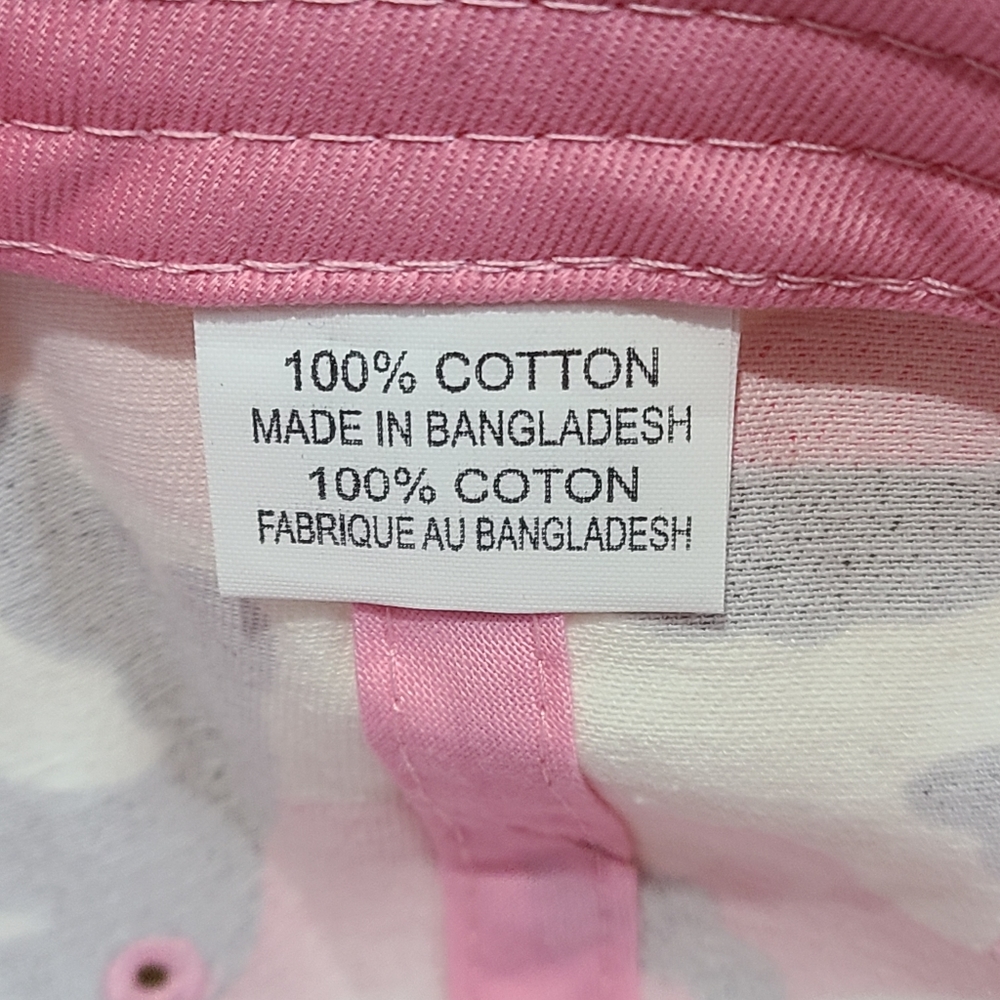 100% COTTON
MADE IN BANGLADESH
100% COTON
FABRIQUE AU BANGLADESH